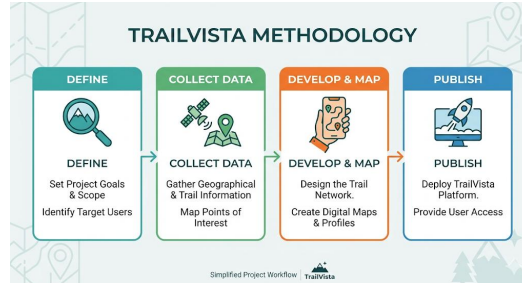 TRAILVISTA METHODOLOGY
DEFINE
DEFINE
Set Project Goals
& Scope
Identify Target Users
COLLECT DATA
COLLECT DATA
Gather Geographical
& Trail Information
Map Points of
Interest
DEVELOP & MAP
DEVELOP & MAP
Design the Trail
Network.
Create Digital Maps
& Profiles
PUBLISH
PUBLISH
Deploy TrailVista
Platform.
Provide User Access
Simplified Project Workflow
TrailVista